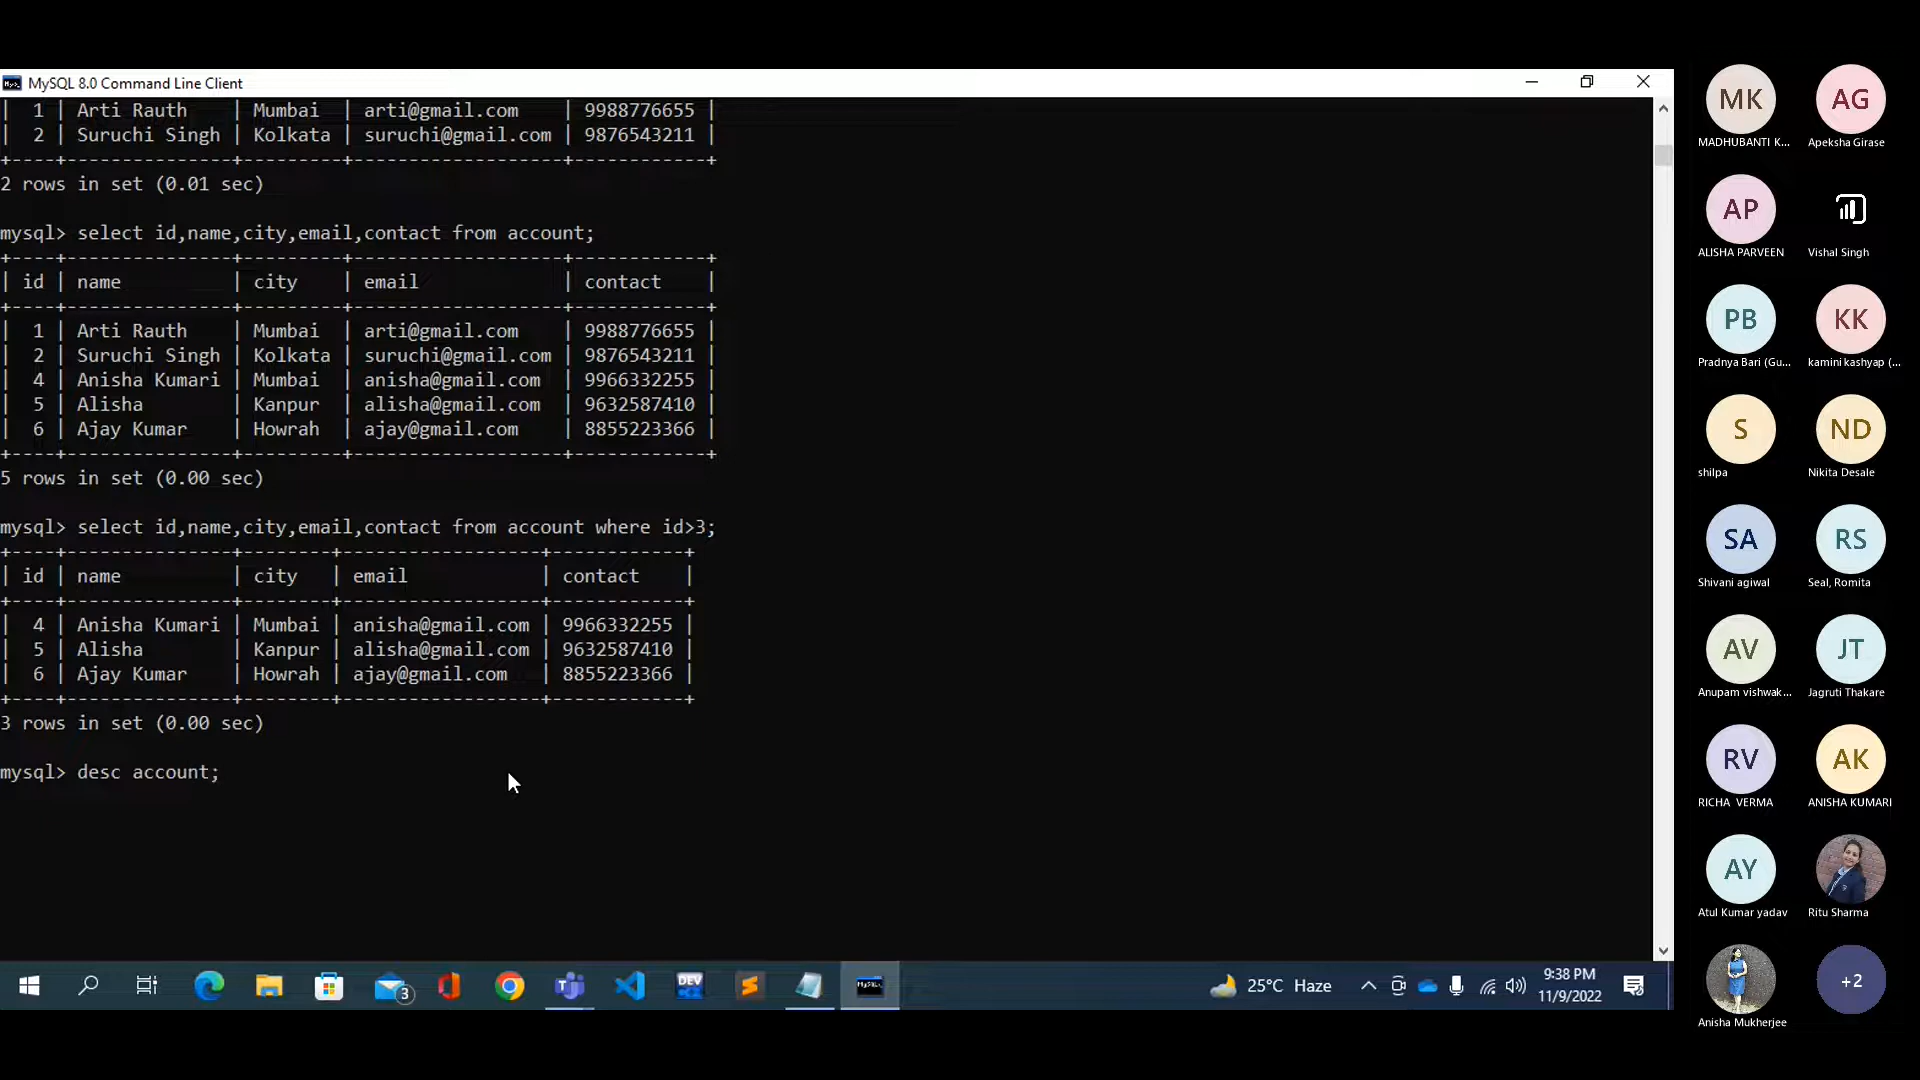 MySQL 8.0 Command Line Client
| 1 | Arti Rauth | Mumbai | arti@gmail.com | 9988776655 |
| 2 | Suruchi Singh | Kolkata | suruchi@gmail.com | 9876543211 |
+----+---------------+---------+-------------------+------------+
2 rows in set (0.01 sec)
mysql> select id,name,city,email,contact from account;
+----+---------------+---------+-------------------+------------+
| id | name | city | email | contact |
+----+---------------+---------+-------------------+------------+
| 1 | Arti Rauth | Mumbai | arti@gmail.com | 9988776655 |
| 2 | Suruchi Singh | Kolkata | suruchi@gmail.com | 9876543211 |
| 4 | Anisha Kumari | Mumbai | anisha@gmail.com | 9966332255 |
| 5 | Alisha | Kanpur | alisha@gmail.com | 9632587410 |
| 6 | Ajay Kumar | Howrah | ajay@gmail.com | 8855223366 |
+----+---------------+---------+-------------------+------------+
5 rows in set (0.00 sec)
mysql> select id,name,city,email,contact from account where id>3;
+----+---------------+--------+------------------+------------+
| id | name | city | email | contact |
+----+---------------+--------+------------------+------------+
| 4 | Anisha Kumari | Mumbai | anisha@gmail.com | 9966332255 |
| 5 | Alisha | Kanpur | alisha@gmail.com | 9632587410 |
| 6 | Ajay Kumar | Howrah | ajay@gmail.com | 8855223366 |
+----+---------------+--------+------------------+------------+
3 rows in set (0.00 sec)
mysql> desc account;
3
DEV
MySQL
25°C Haze
9:38 PM
11/9/2022
MK AG
MADHUBANTI K... Apeksha Girase
AP
ALISHA PARVEEN Vishal Singh
PB KK
Pradnya Bari (Gu... kamini kashyap (...
S ND
shilpa Nikita Desale
SA RS
Shivani agiwal Seal, Romita
AV JT
Anupam vishwak... Jagruti Thakare
RV AK
RICHA VERMA ANISHA KUMARI
AY
Atul Kumar yadav Ritu Sharma
+2
Anisha Mukherjee